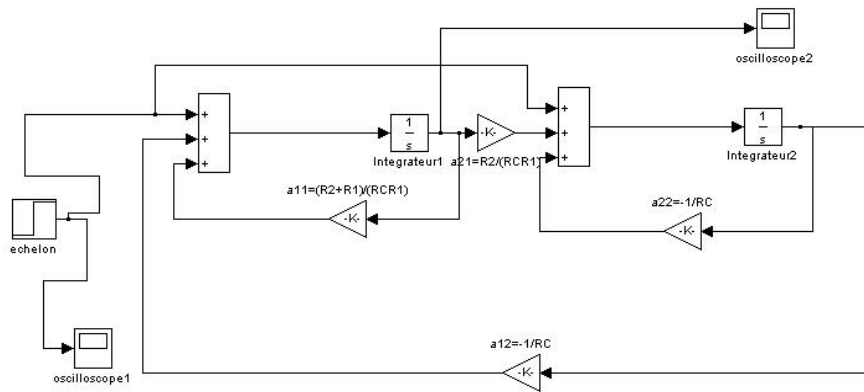 oscilloscope2
+
+
+
1
s
Integrateur1
-K-
a21=R2/(RCR1)
+
+
+
1
s
Integrateur2
a11=(R2+R1)/(RCR1)
-K-
a22=-1/RC
-K-
echelon
a12=-1/RC
-K-
oscilloscope1